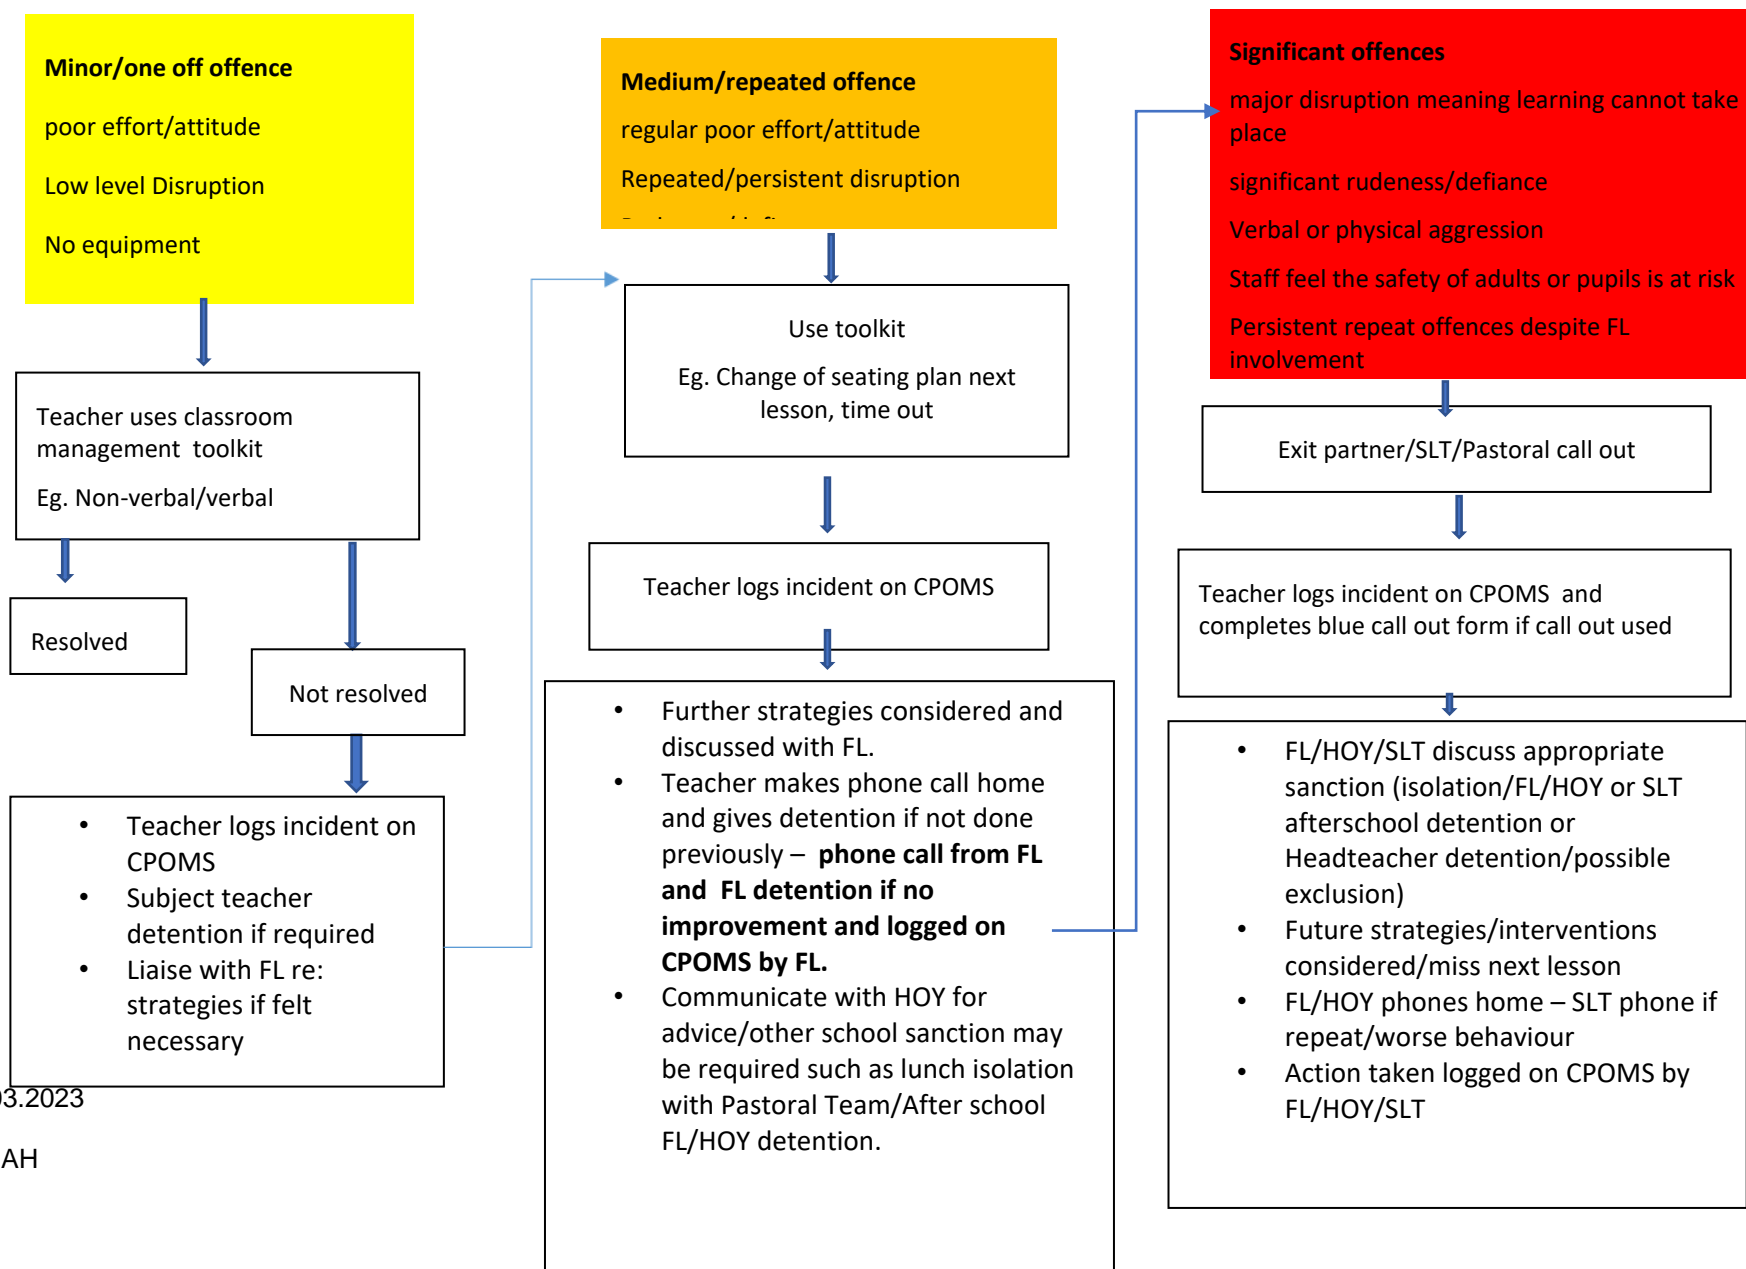 Minor/one off offence
poor effort/attitude
Low level Disruption
No equipment
Teacher uses classroom
management toolkit
Eg. Non-verbal/verbal
Resolved
Not resolved
• Teacher logs incident on
CPOMS
• Subject teacher
detention if required
• Liaise with FL re:
strategies if felt
necessary
Medium/repeated offence
regular poor effort/attitude
Repeated/persistent disruption
Use toolkit
Eg. Change of seating plan next
lesson, time out
Teacher logs incident on CPOMS
• Further strategies considered and
discussed with FL.
• Teacher makes phone call home
and gives detention if not done
previously – phone call from FL
and FL detention if no
improvement and logged on
CPOMS by FL.
• Communicate with HOY for
advice/other school sanction may
be required such as lunch isolation
with Pastoral Team/After school
FL/HOY detention.
Significant offences
major disruption meaning learning cannot take
place
significant rudeness/defiance
Verbal or physical aggression
Staff feel the safety of adults or pupils is at risk
Persistent repeat offences despite FL
involvement
Exit partner/SLT/Pastoral call out
Teacher logs incident on CPOMS and
completes blue call out form if call out used
• FL/HOY/SLT discuss appropriate
sanction (isolation/FL/HOY or SLT
afterschool detention or
Headteacher detention/possible
exclusion)
• Future strategies/interventions
considered/miss next lesson
• FL/HOY phones home – SLT phone if
repeat/worse behaviour
• Action taken logged on CPOMS by
FL/HOY/SLT
03.2023
AH